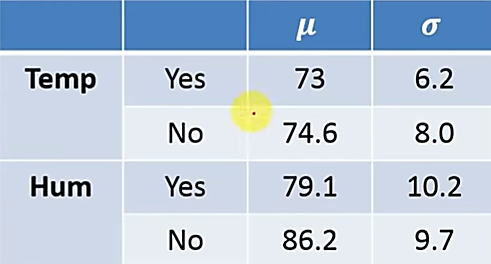 μ σ
Temp Yes 73 6.2
No 74.6 8.0
Hum Yes 79.1 10.2
No 86.2 9.7